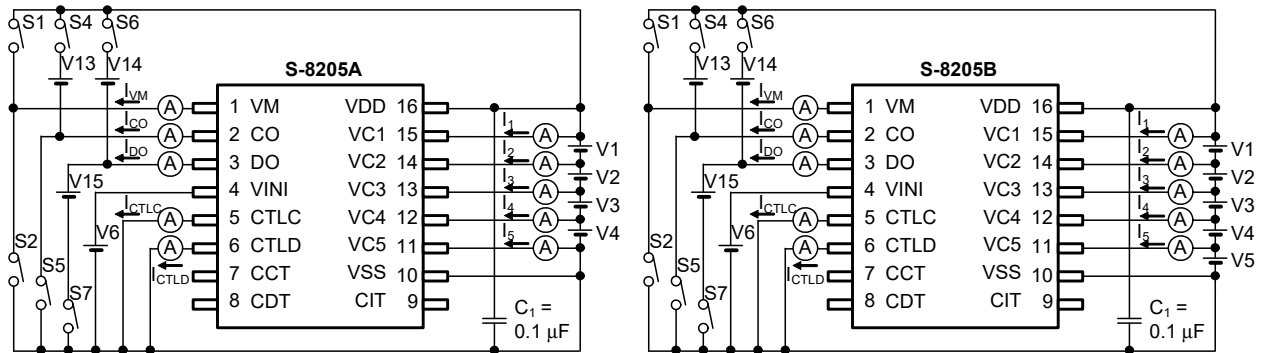 S1 S4 S6
V13 V14
S-8205A
I_VM A 1 VM VDD 16
I_CO A 2 CO VC1 15 I_1 A
I_DO A 3 DO VC2 14 I_2 A V1
V15 4 VINI VC3 13 I_3 A V2
I_CTLC A 5 CTLC VC4 12 I_4 A V3
S2 V6 A 6 CTLD VC5 11 I_5 A V4
S5 I_CTLD 7 CCT VSS 10
S7 8 CDT CIT 9
C_1 =
0.1 μF
S1 S4 S6
V13 V14
S-8205B
I_VM A 1 VM VDD 16
I_CO A 2 CO VC1 15 I_1 A
I_DO A 3 DO VC2 14 I_2 A V1
V15 4 VINI VC3 13 I_3 A V2
I_CTLC A 5 CTLC VC4 12 I_4 A V3
S2 V6 A 6 CTLD VC5 11 I_5 A V4
S5 I_CTLD 7 CCT VSS 10 V5
S7 8 CDT CIT 9
C_1 =
0.1 μF